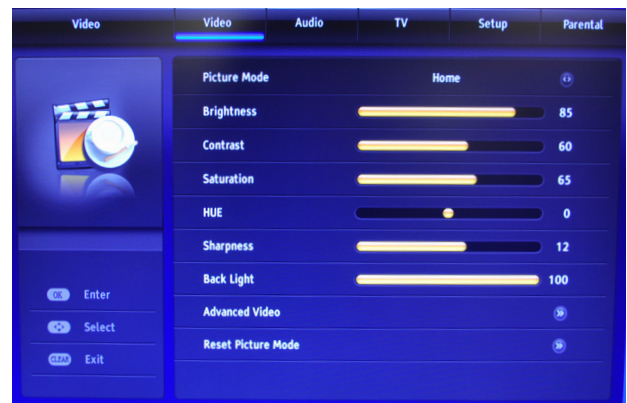 Video Video Audio TV Setup Parental
Picture Mode Home
Brightness 85
Contrast 60
Saturation 65
HUE 0
Sharpness 12
Back Light 100
Advanced Video
Reset Picture Mode
OK Enter
Select
CLEAR Exit